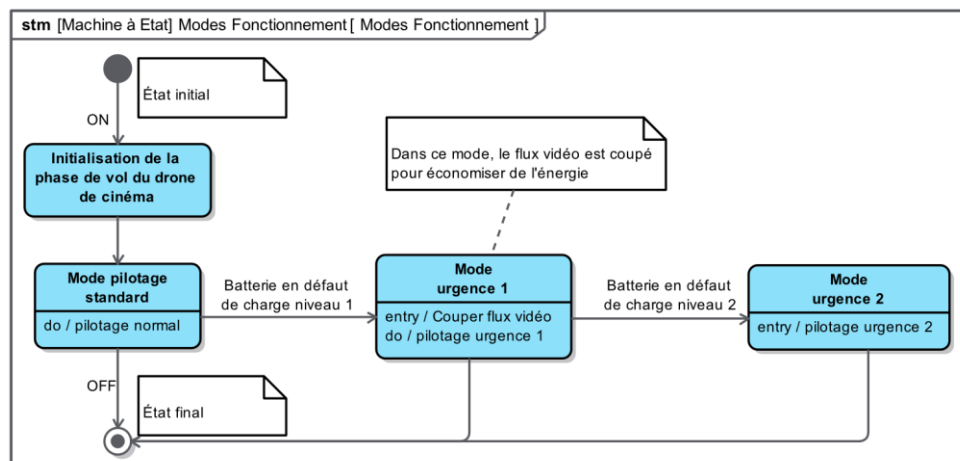 stm [Machine à Etat] Modes Fonctionnement [ Modes Fonctionnement ]
État initial
ON
Initialisation de la
phase de vol du drone
de cinéma
Dans ce mode, le flux vidéo est coupé
pour économiser de l'énergie
Mode pilotage
standard
do / pilotage normal
Batterie en défaut
de charge niveau 1
Mode
urgence 1
entry / Couper flux vidéo
do / pilotage urgence 1
Batterie en défaut
de charge niveau 2
Mode
urgence 2
entry / pilotage urgence 2
OFF
État final